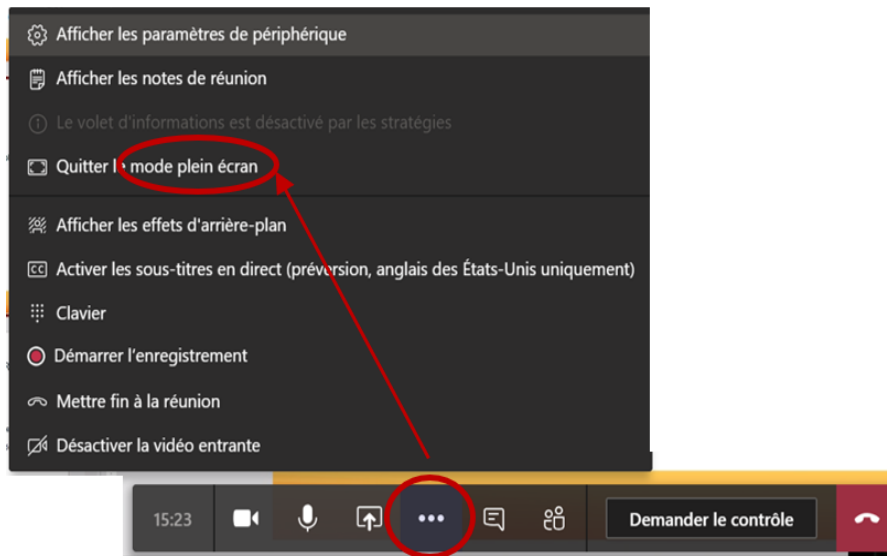 Afficher les paramètres de périphérique
Afficher les notes de réunion
Le volet d'informations est désactivé par les stratégies
Quitter le mode plein écran
Afficher les effets d'arrière-plan
CC Activer les sous-titres en direct (préversion, anglais des États-Unis uniquement)
Clavier
Démarrer l'enregistrement
Mettre fin à la réunion
Désactiver la vidéo entrante
15:23 Demander le contrôle